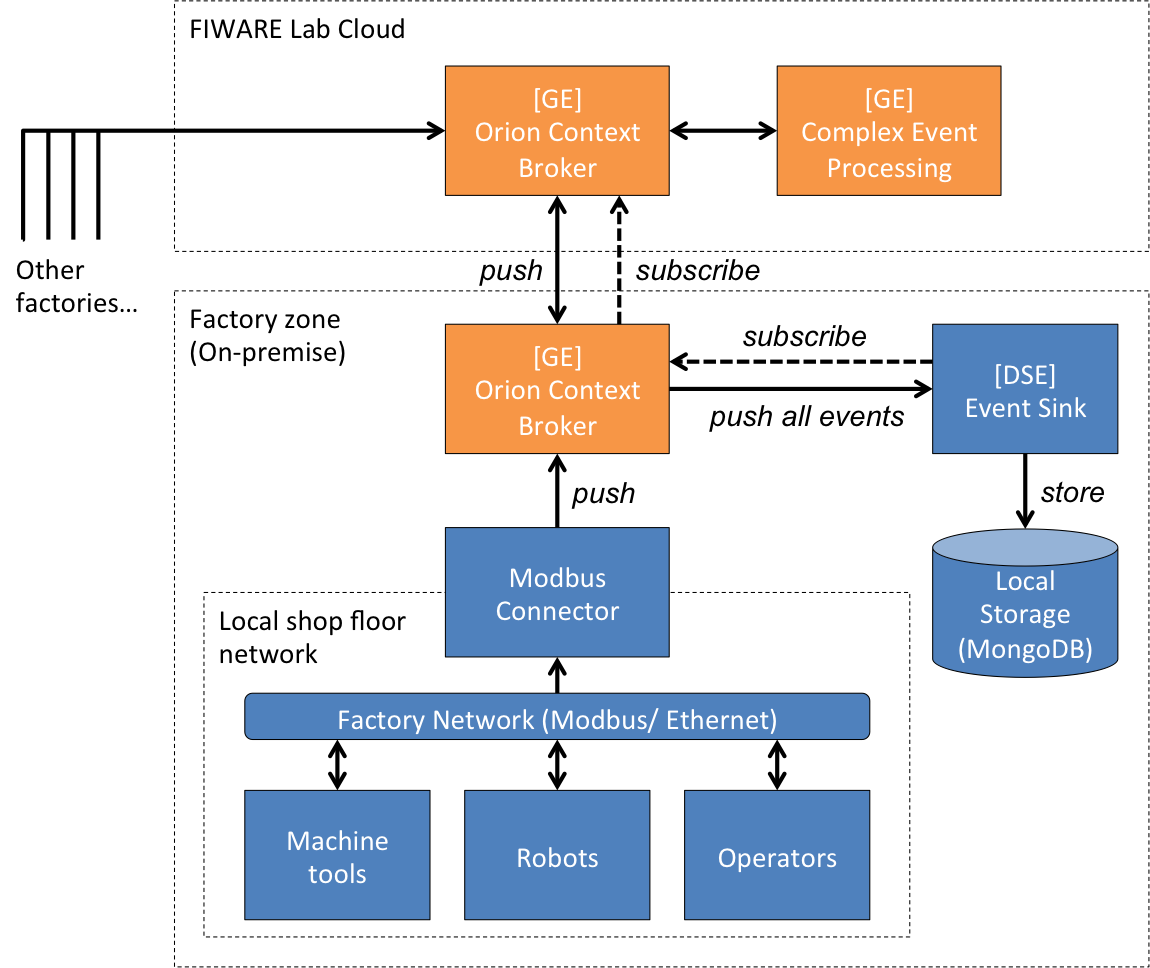 FIWARE Lab Cloud
[GE]
Orion Context
Broker
[GE]
Complex Event
Processing
Other
factories...
push
subscribe
Factory zone
(On-premise)
[GE]
Orion Context
Broker
subscribe
push all events
[DSE]
Event Sink
push
store
Modbus
Connector
Local
Storage
(MongoDB)
Local shop floor
network
Factory Network (Modbus/ Ethernet)
Machine
tools
Robots
Operators